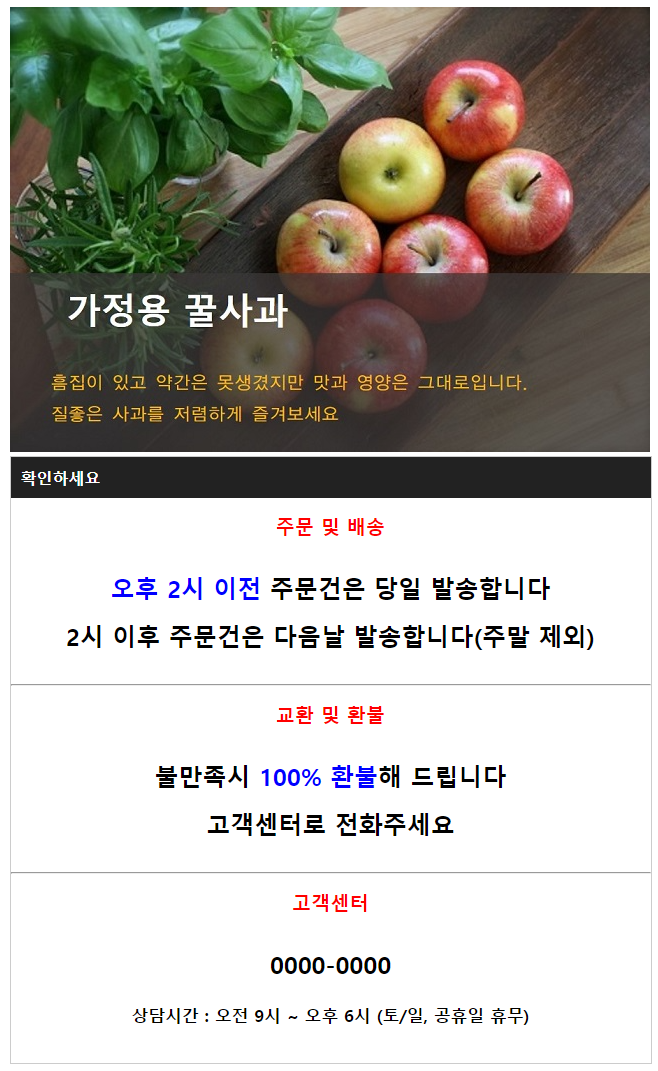 가정용 꿀사과
흠집이 있고 약간은 못생겼지만 맛과 영양은 그대로입니다.
질좋은 사과를 저렴하게 즐겨보세요
확인하세요
주문 및 배송
오후 2시 이전 주문건은 당일 발송합니다
2시 이후 주문건은 다음날 발송합니다(주말 제외)
교환 및 환불
불만족시 100% 환불해 드립니다
고객센터로 전화주세요
고객센터
0000-0000
상담시간 : 오전 9시 ~ 오후 6시 (토/일, 공휴일 휴무)